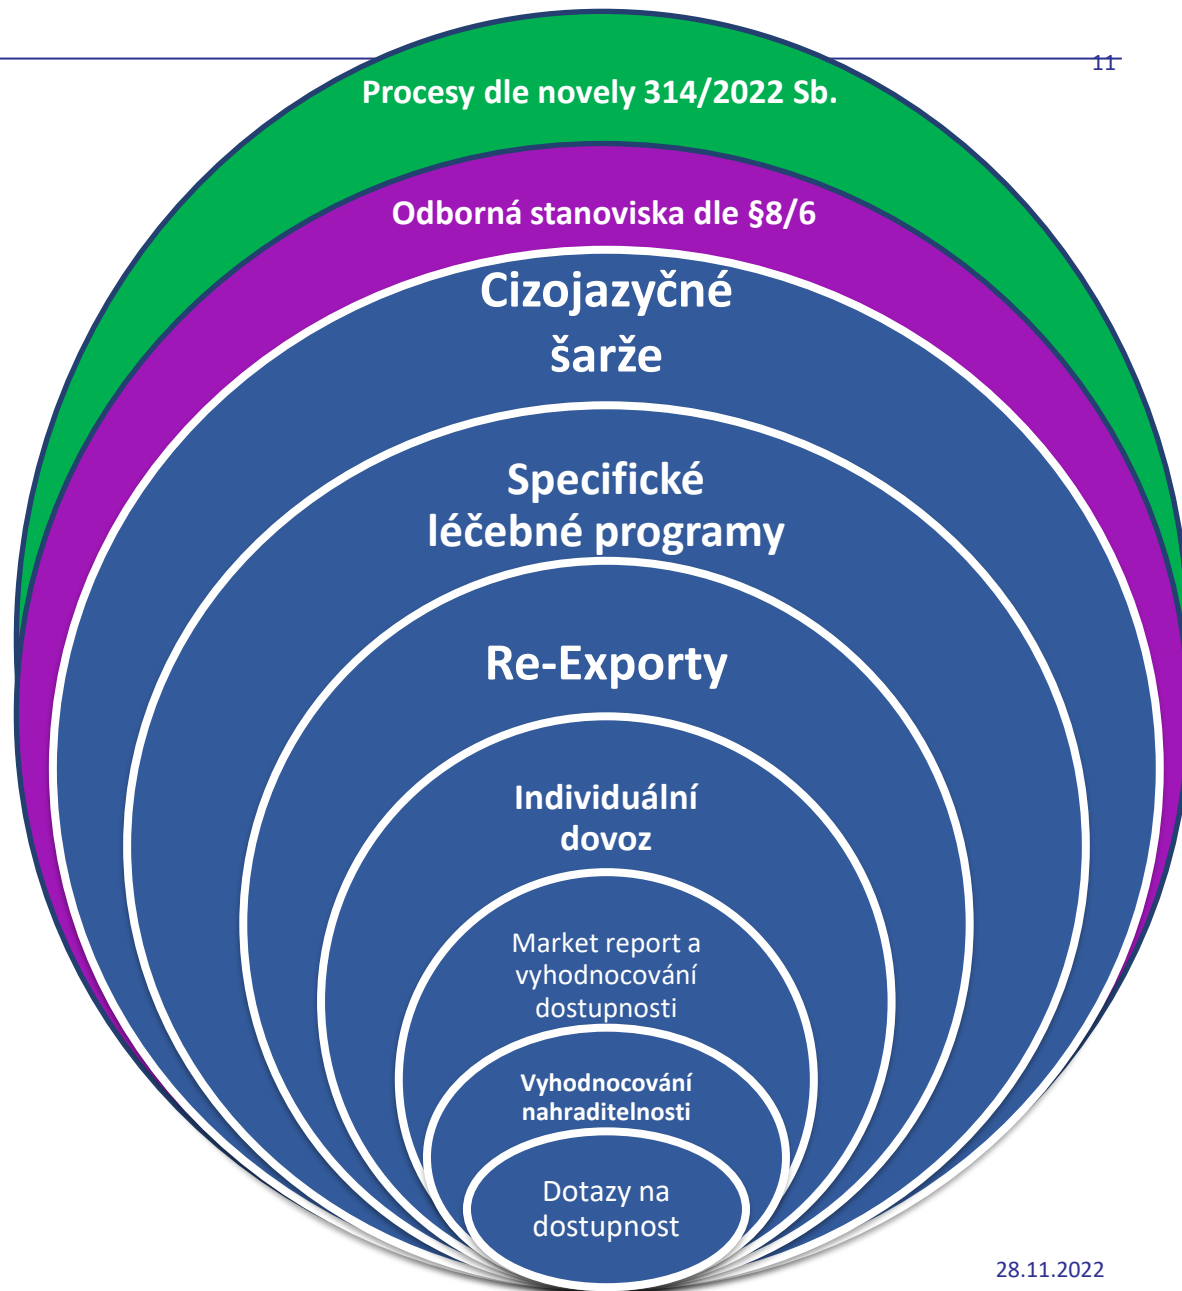 11
Procesy dle novely 314/2022 Sb.
Odborná stanoviska dle §8/6
Cizojazyčné
šarže
Specifické
léčebné programy
Re-Exporty
Individuální
dovoz
Market report a
vyhodnocování
dostupnosti
Vyhodnocování
nahraditelnosti
Dotazy na
dostupnost
28.11.2022